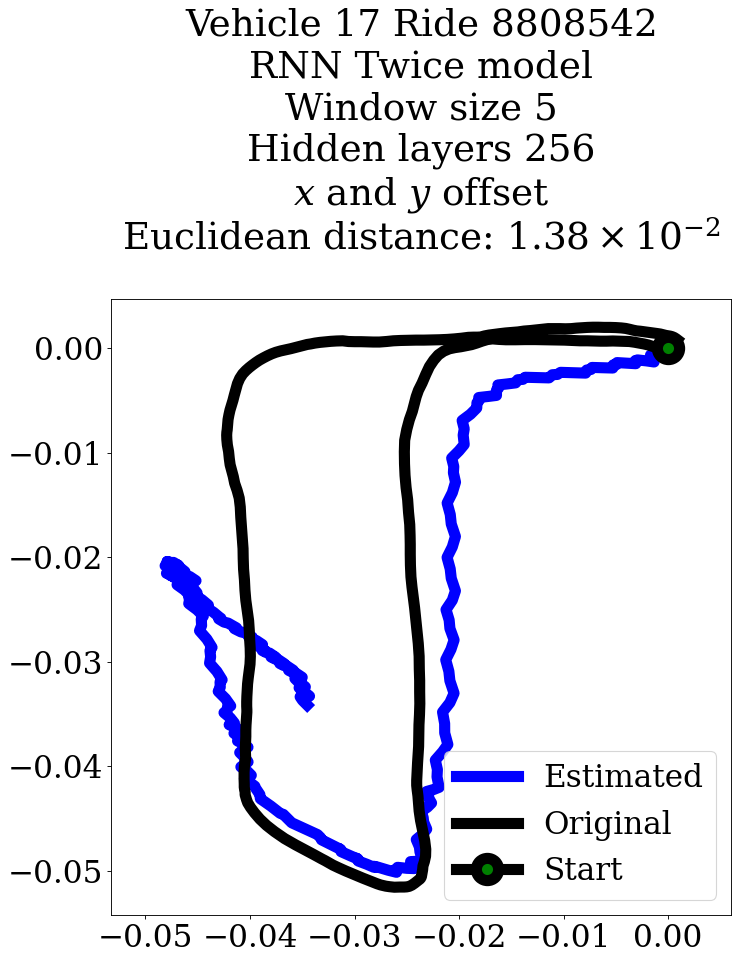 Vehicle 17 Ride 8808542
RNN Twice model
Window size 5
Hidden layers 256
x and y offset
Euclidean distance: 1.38 × 10⁻²
0.00
−0.01
−0.02
−0.03
−0.04
−0.05
Estimated
Original
Start
−0.05 −0.04 −0.03 −0.02 −0.01 0.00